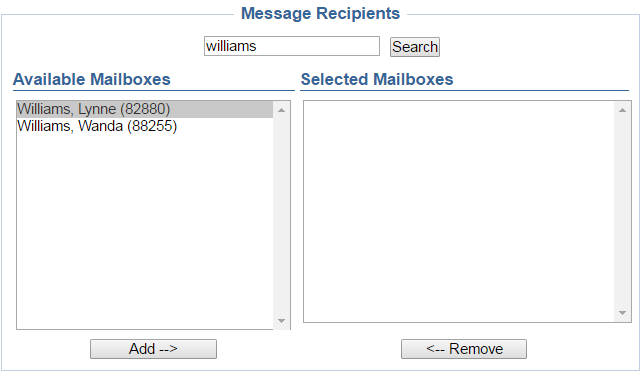 Message Recipients
williams Search
Available Mailboxes Selected Mailboxes
Williams, Lynne (82880)
Williams, Wanda (88255)
Add --> <-- Remove